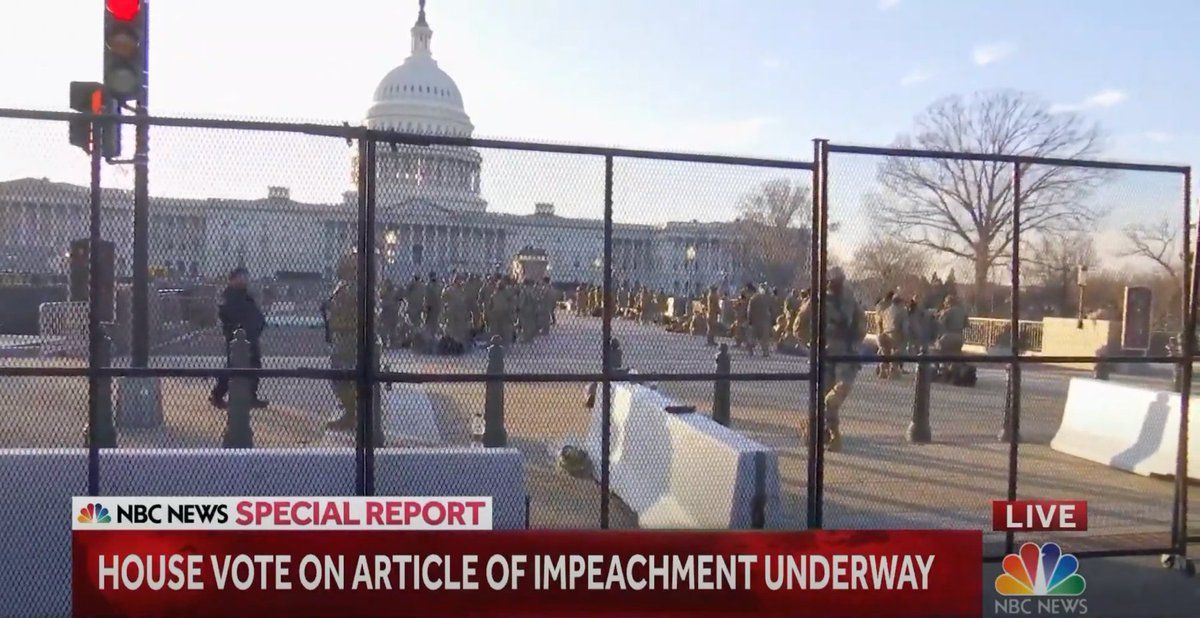 NBC NEWS SPECIAL REPORT
LIVE
HOUSE VOTE ON ARTICLE OF IMPEACHMENT UNDERWAY
NBC NEWS